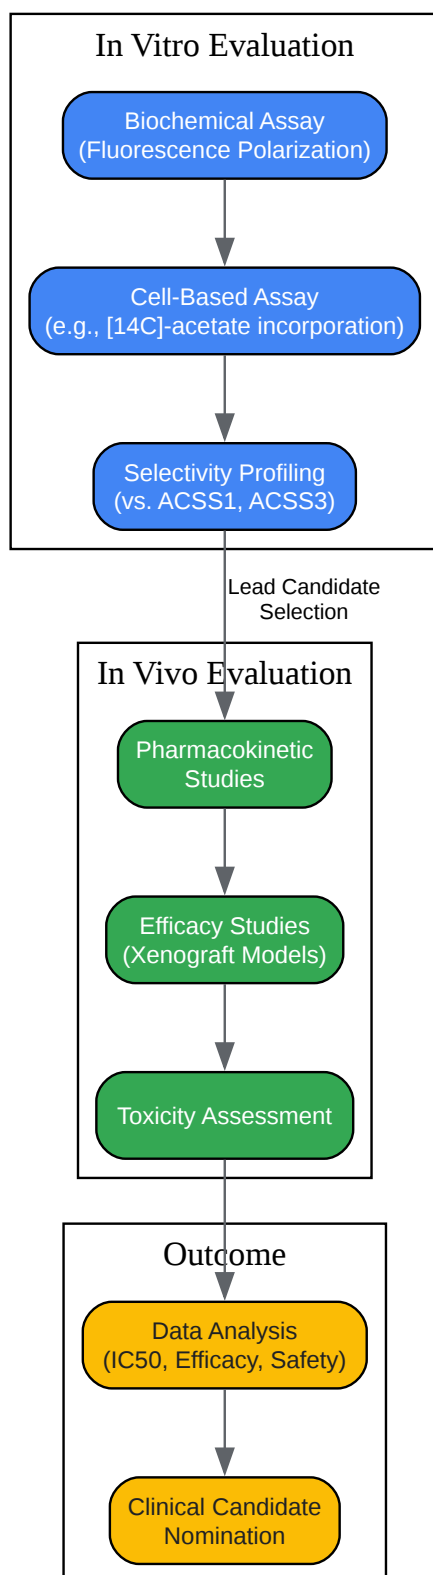 In Vitro Evaluation
Biochemical Assay
(Fluorescence Polarization)
Cell-Based Assay
(e.g., [14C]-acetate incorporation)
Selectivity Profiling
(vs. ACSS1, ACSS3)
Lead Candidate
Selection
In Vivo Evaluation
Pharmacokinetic
Studies
Efficacy Studies
(Xenograft Models)
Toxicity Assessment
Outcome
Data Analysis
(IC50, Efficacy, Safety)
Clinical Candidate
Nomination